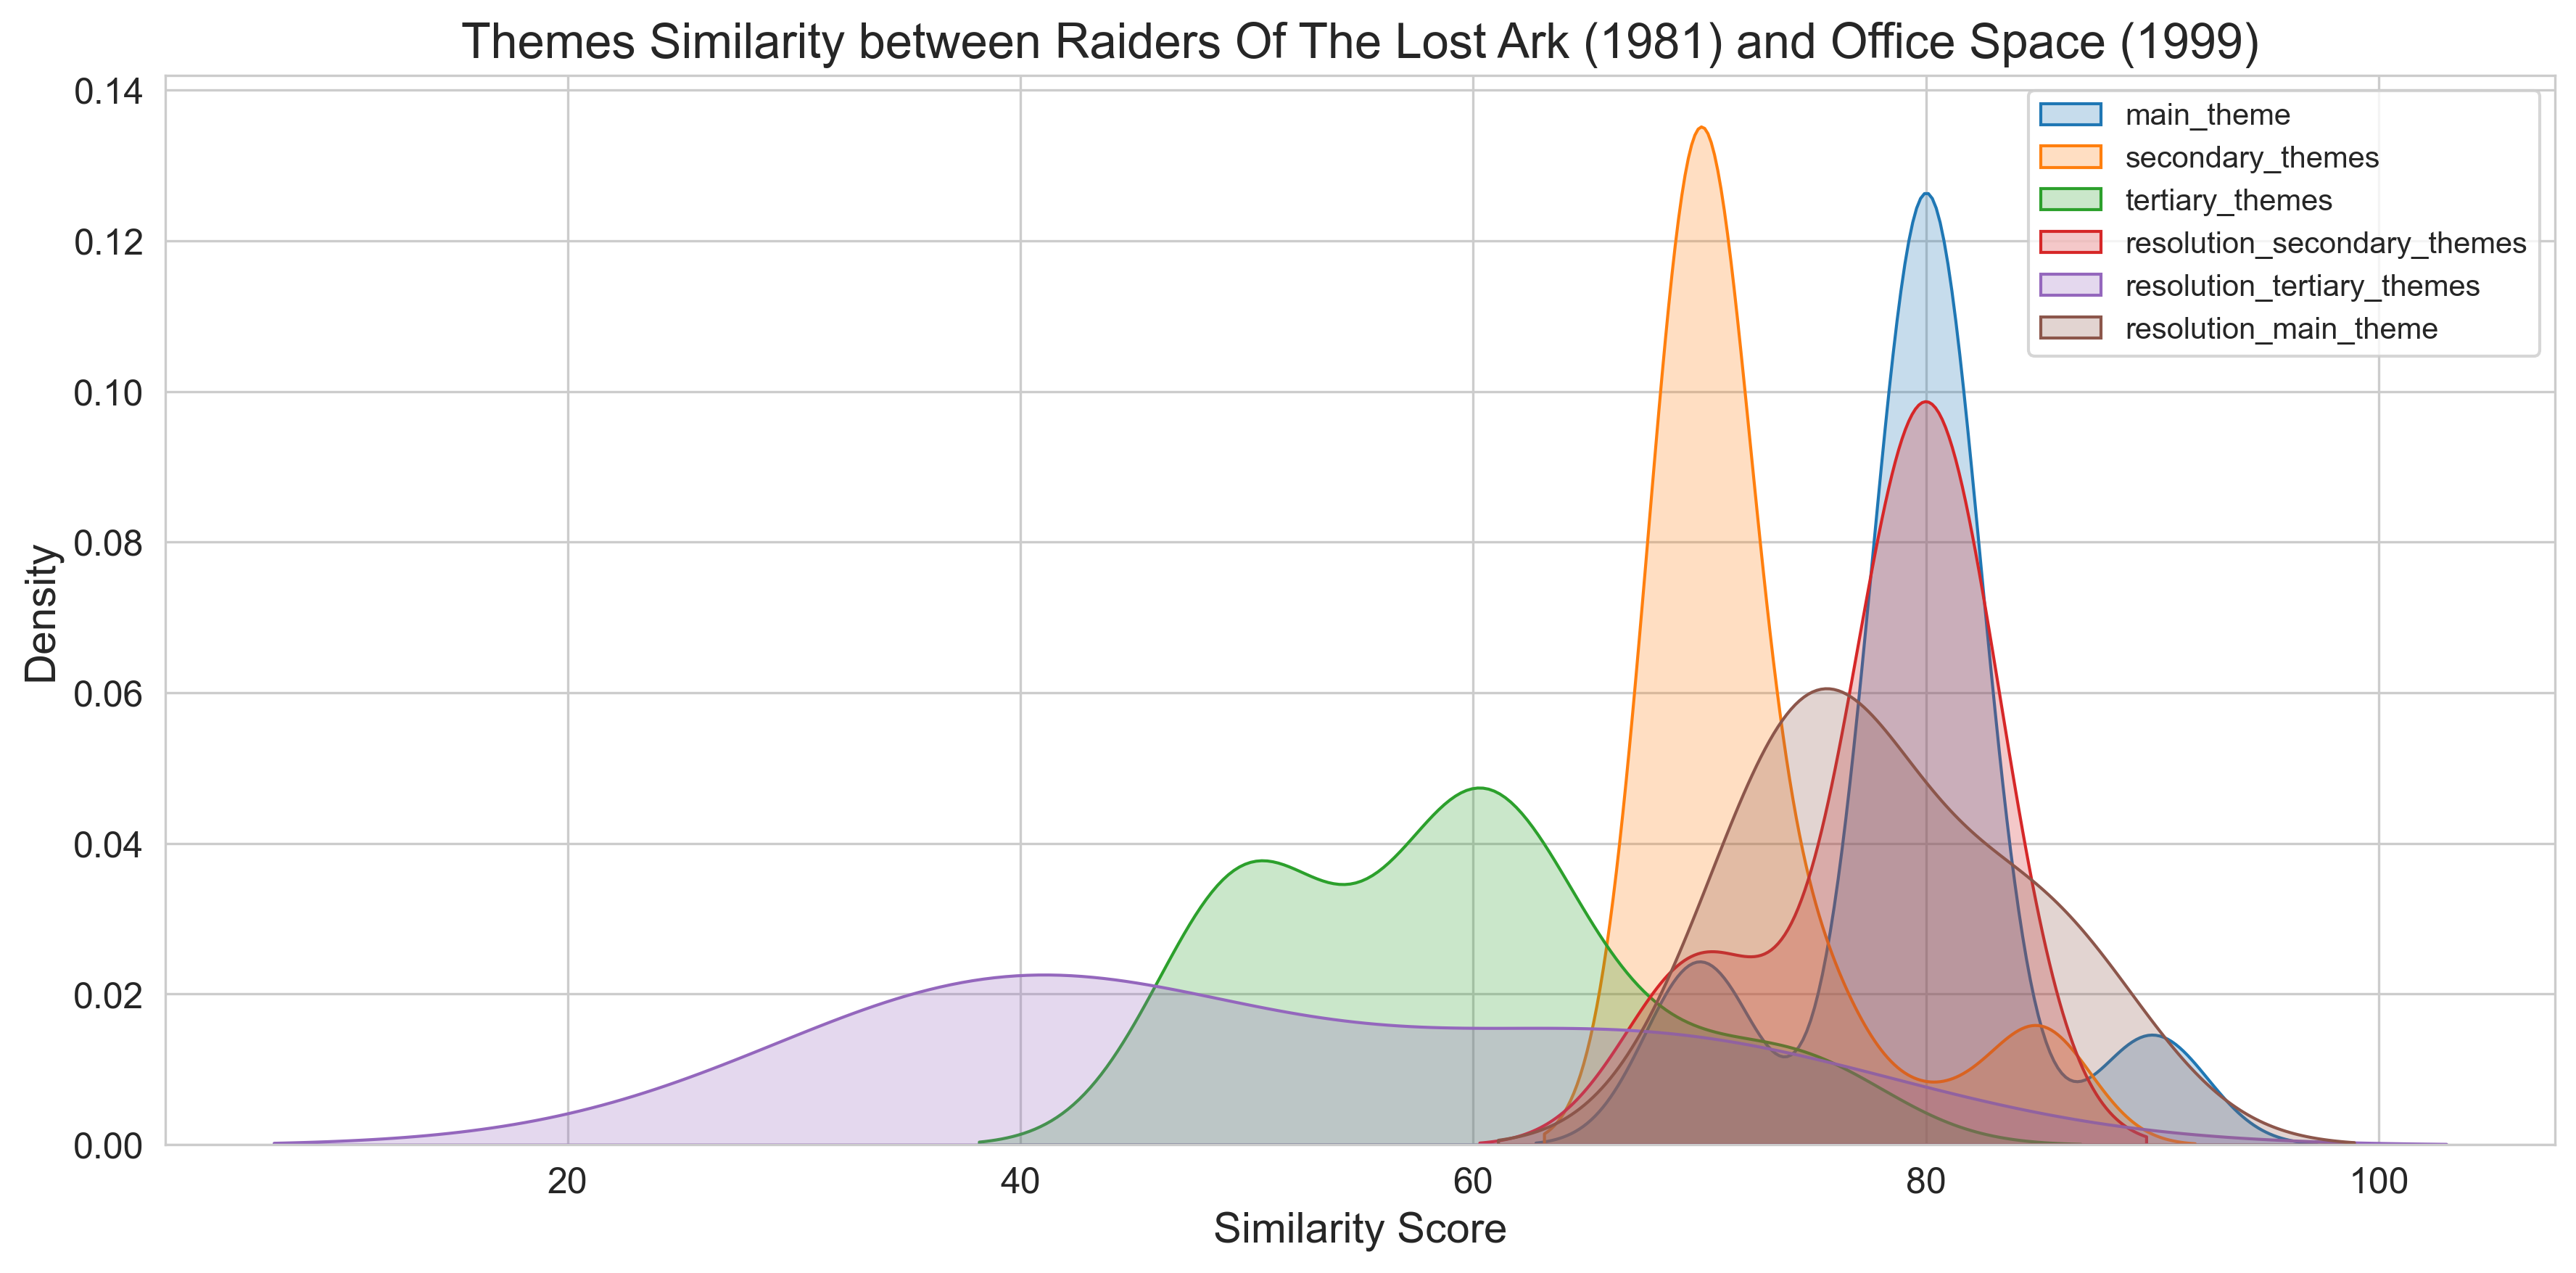 Themes Similarity between Raiders Of The Lost Ark (1981) and Office Space (1999)
0.14
0.12
0.10
0.08
0.06
0.04
0.02
0.00
Density
main_theme
secondary_themes
tertiary_themes
resolution_secondary_themes
resolution_tertiary_themes
resolution_main_theme
20
40
60
80
100
Similarity Score